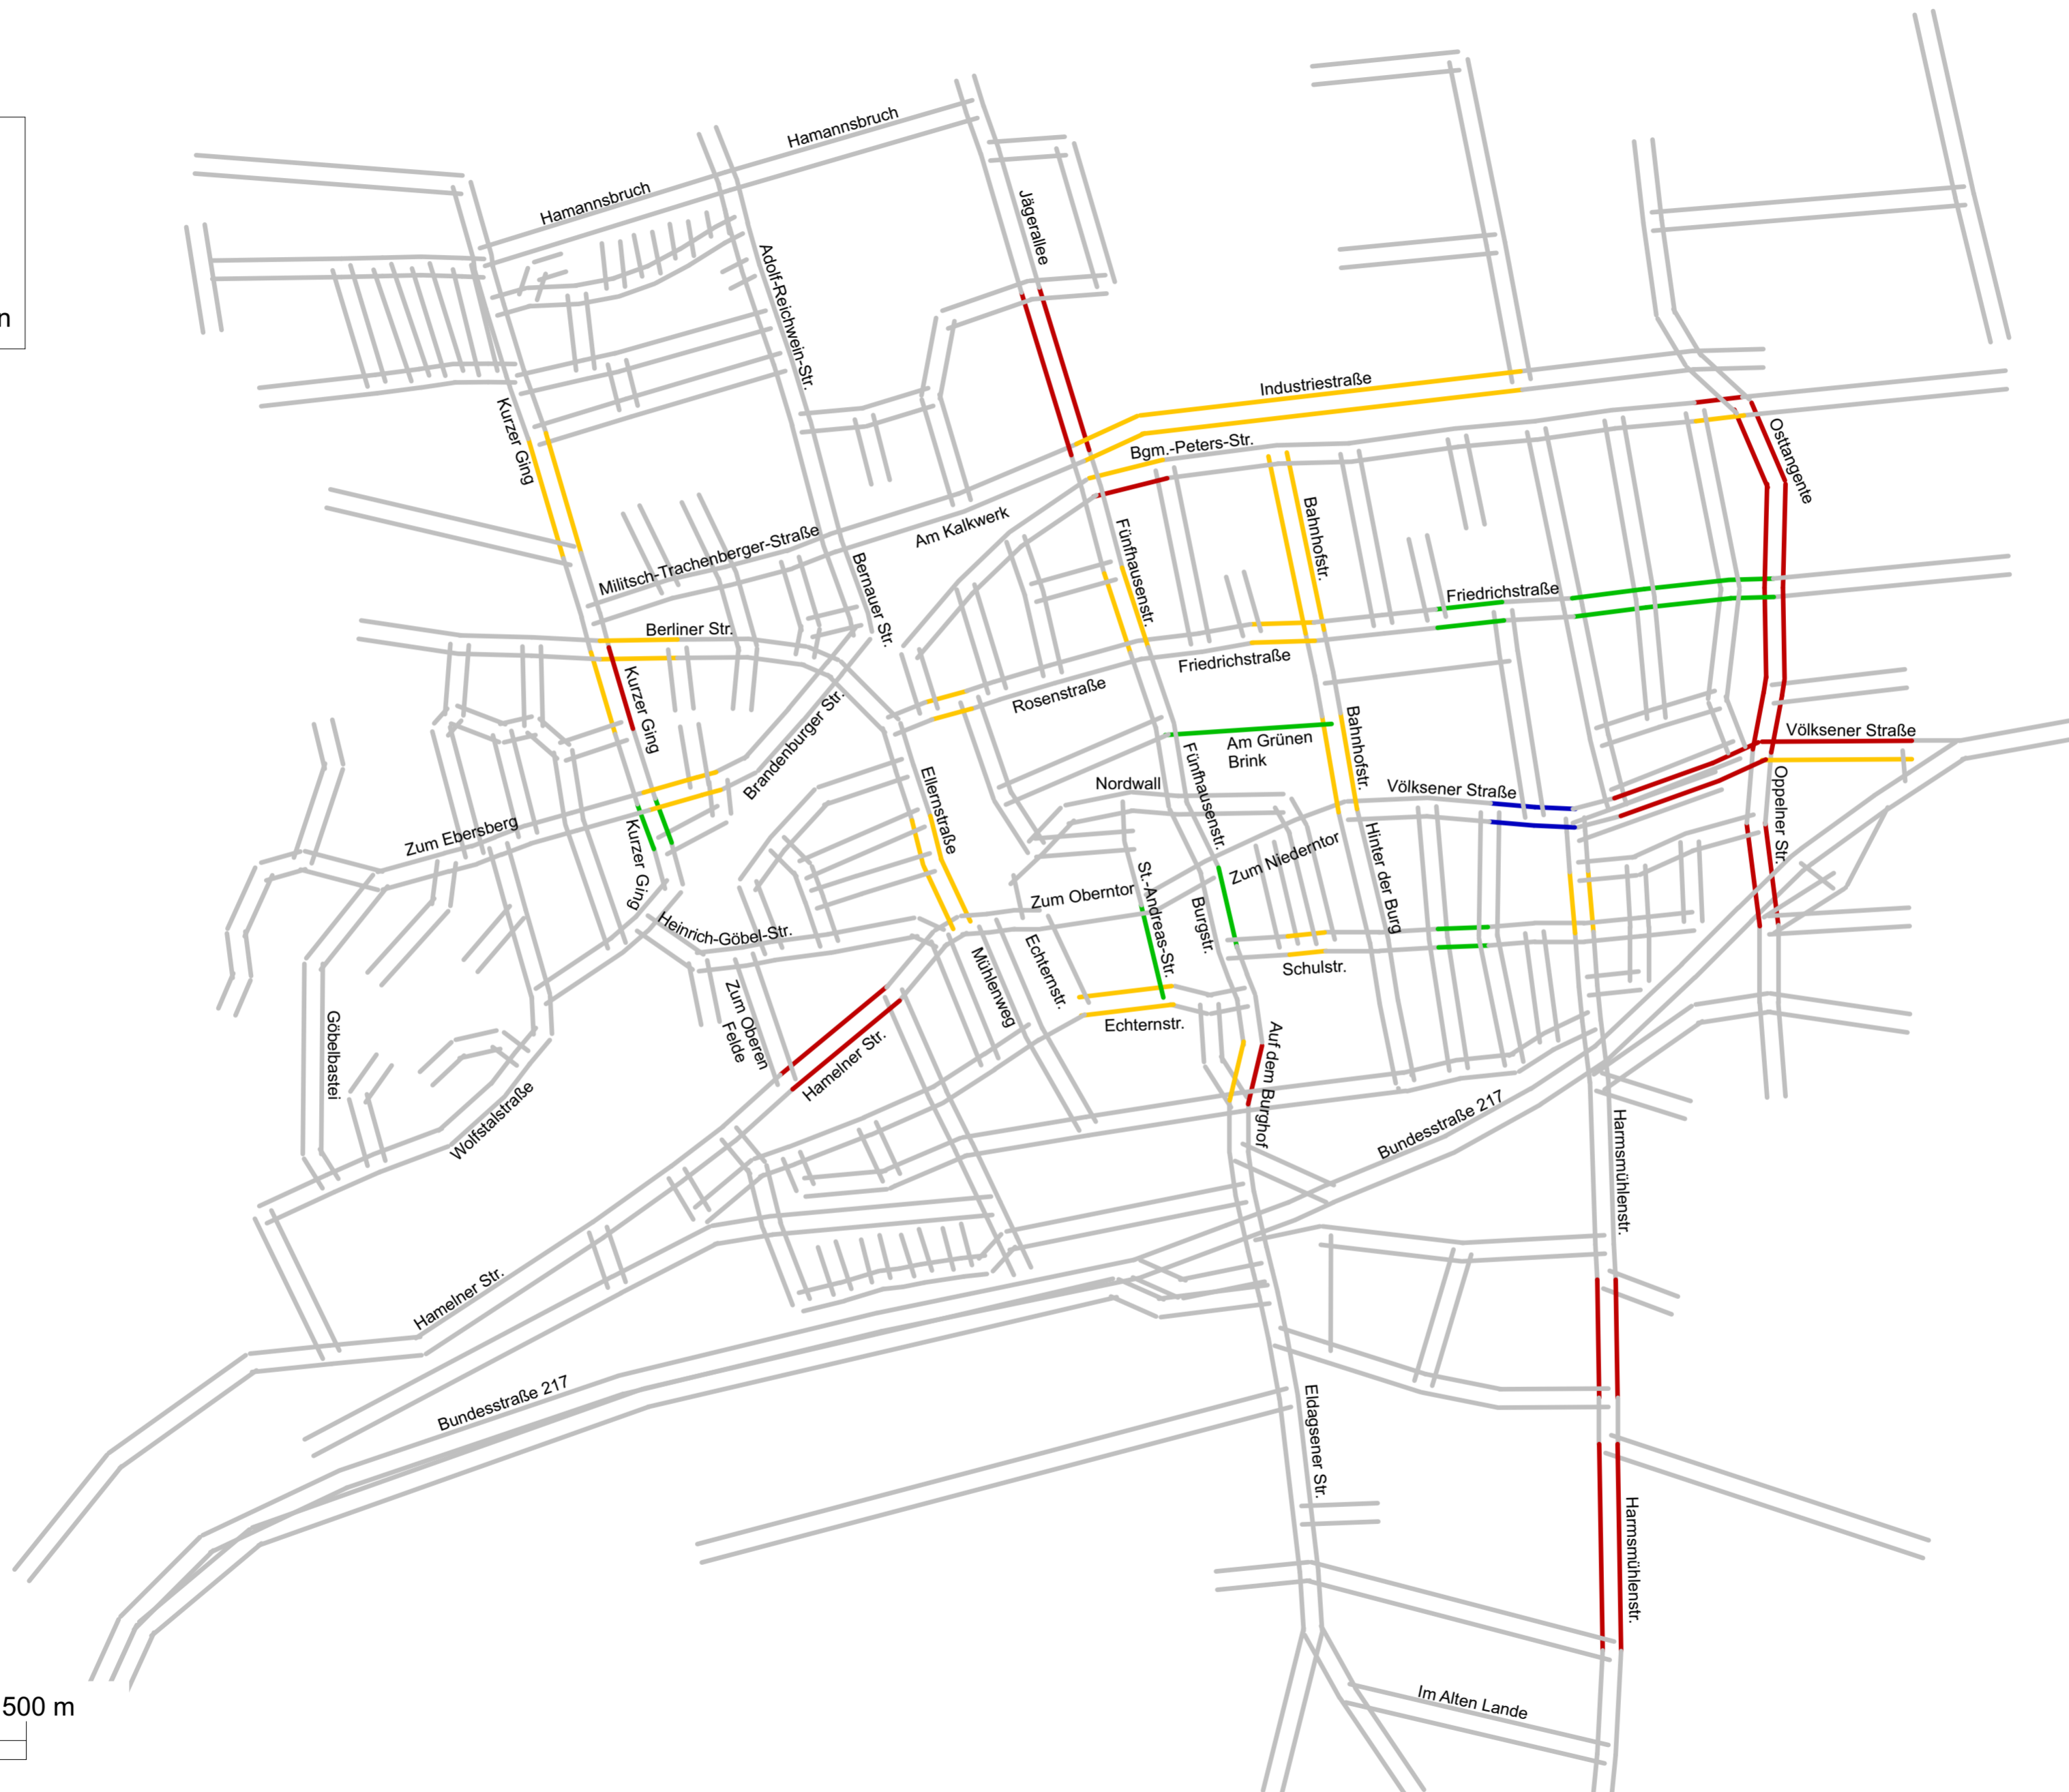 Hamannsbruch
Hamannsbruch
Jägerallee
Adolf-Reichwein-Str.
n
Industriestraße
Kurzer Ging
Bgm.-Peters-Str.
Osttangente
Bahnhofstr.
Am Kalkwerk
Fünfhausenstr.
Militsch-Trachenberger-Straße
Bernauer Str.
Friedrichstraße
Berliner Str.
Friedrichstraße
Kurzer Ging
Rosenstraße
Brandenburger Str.
Bahnhofstr.
Völksener Straße
Am Grünen
Brink
Fünfhausenstr.
Nordwall
Völksener Straße
Ellernstraße
Oppelner Str.
Zum Ebersberg
Kurzer Ging
Hinter der Burg
Zum Niederntor
St.-Andreas-Str.
Zum Oberntor
Burgstr.
Heinrich-Göbel-Str.
Echternstr.
Mühlenweg
Schulstr.
Zum Oberen
Felde
Göbelbastei
Echternstr.
Hamelner Str.
Auf dem Burghof
Wolfstalstraße
Bundesstraße 217
Harmsmühlenstr.
Hamelner Str.
Bundesstraße 217
Eldagsener Str.
Harmsmühlenstr.
Im Alten Lande
500 m